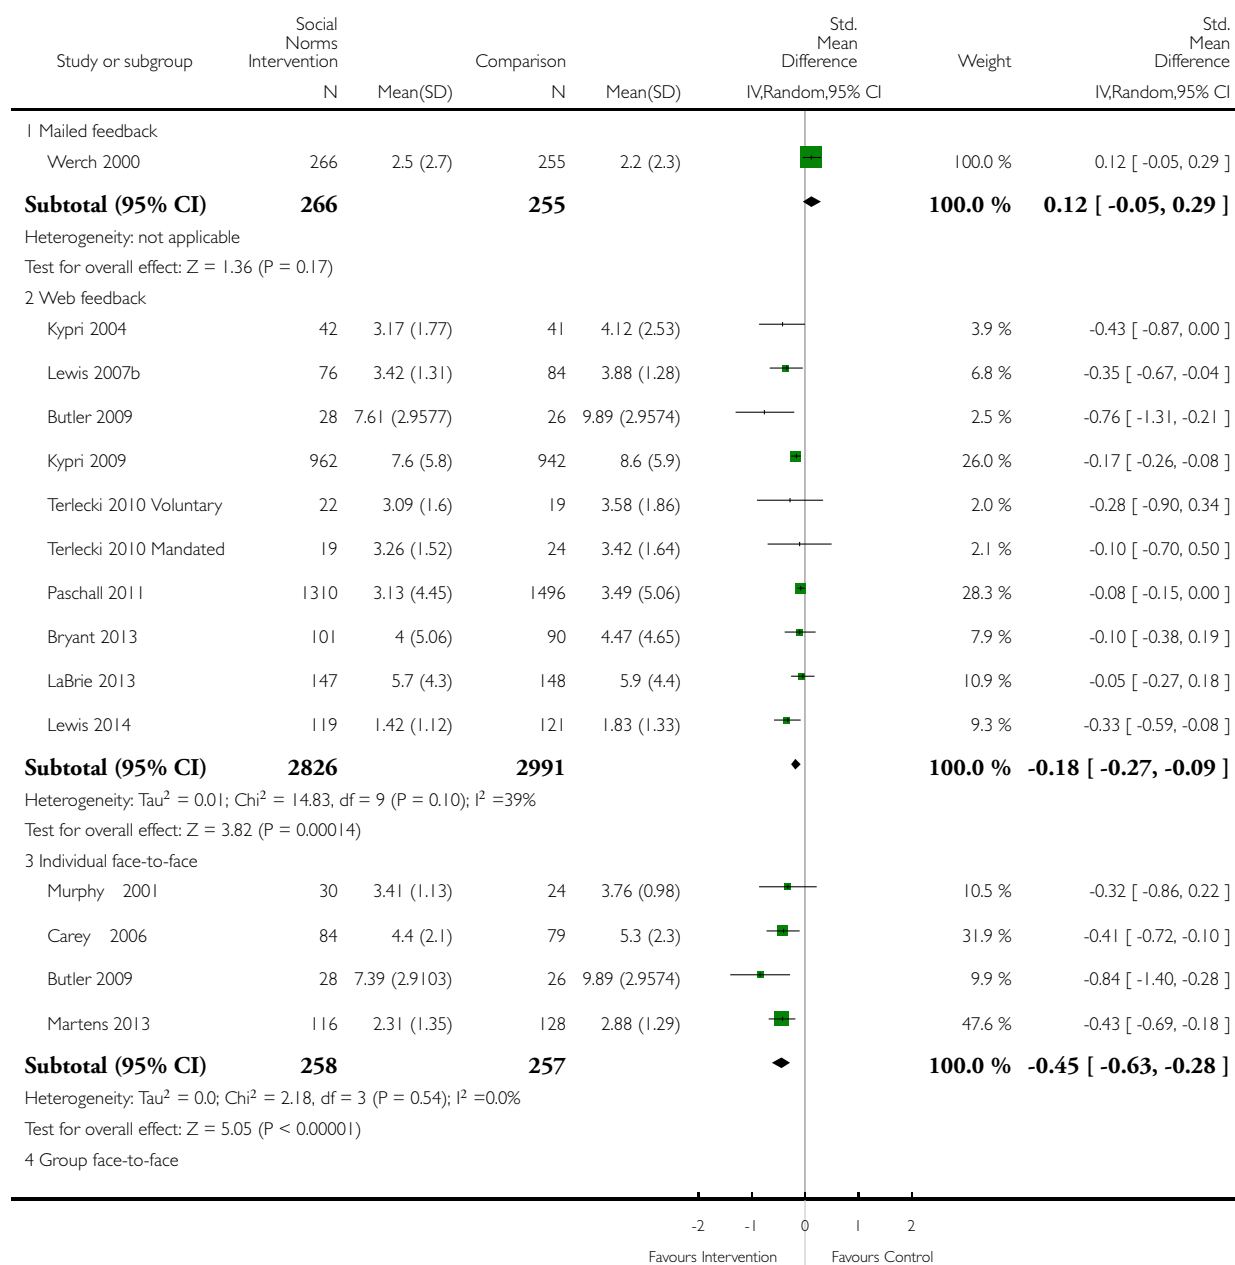 Social Std. Std.
Norms Mean Mean
Study or subgroup Intervention Comparison Difference Weight Difference
N Mean(SD) N Mean(SD) IV,Random,95% CI IV,Random,95% CI
1 Mailed feedback
Werch 2000 266 2.5 (2.7) 255 2.2 (2.3) 100.0 % 0.12 [ -0.05, 0.29 ]
Subtotal (95% CI) 266 255 100.0 % 0.12 [ -0.05, 0.29 ]
Heterogeneity: not applicable
Test for overall effect: Z = 1.36 (P = 0.17)
2 Web feedback
Kypri 2004 42 3.17 (1.77) 41 4.12 (2.53) 3.9 % -0.43 [ -0.87, 0.00 ]
Lewis 2007b 76 3.42 (1.31) 84 3.88 (1.28) 6.8 % -0.35 [ -0.67, -0.04 ]
Butler 2009 28 7.61 (2.9577) 26 9.89 (2.9574) 2.5 % -0.76 [ -1.31, -0.21 ]
Kypri 2009 962 7.6 (5.8) 942 8.6 (5.9) 26.0 % -0.17 [ -0.26, -0.08 ]
Terlecki 2010 Voluntary 22 3.09 (1.6) 19 3.58 (1.86) 2.0 % -0.28 [ -0.90, 0.34 ]
Terlecki 2010 Mandated 19 3.26 (1.52) 24 3.42 (1.64) 2.1 % -0.10 [ -0.70, 0.50 ]
Paschall 2011 1310 3.13 (4.45) 1496 3.49 (5.06) 28.3 % -0.08 [ -0.15, 0.00 ]
Bryant 2013 101 4 (5.06) 90 4.47 (4.65) 7.9 % -0.10 [ -0.38, 0.19 ]
LaBrie 2013 147 5.7 (4.3) 148 5.9 (4.4) 10.9 % -0.05 [ -0.27, 0.18 ]
Lewis 2014 119 1.42 (1.12) 121 1.83 (1.33) 9.3 % -0.33 [ -0.59, -0.08 ]
Subtotal (95% CI) 2826 2991 100.0 % -0.18 [ -0.27, -0.09 ]
Heterogeneity: Tau² = 0.01; Chi² = 14.83, df = 9 (P = 0.10); I² =39%
Test for overall effect: Z = 3.82 (P = 0.00014)
3 Individual face-to-face
Murphy 2001 30 3.41 (1.13) 24 3.76 (0.98) 10.5 % -0.32 [ -0.86, 0.22 ]
Carey 2006 84 4.4 (2.1) 79 5.3 (2.3) 31.9 % -0.41 [ -0.72, -0.10 ]
Butler 2009 28 7.39 (2.9103) 26 9.89 (2.9574) 9.9 % -0.84 [ -1.40, -0.28 ]
Martens 2013 116 2.31 (1.35) 128 2.88 (1.29) 47.6 % -0.43 [ -0.69, -0.18 ]
Subtotal (95% CI) 258 257 100.0 % -0.45 [ -0.63, -0.28 ]
Heterogeneity: Tau² = 0.0; Chi² = 2.18, df = 3 (P = 0.54); I² =0.0%
Test for overall effect: Z = 5.05 (P < 0.00001)
4 Group face-to-face
-2 -1 0 1 2
Favours Intervention Favours Control